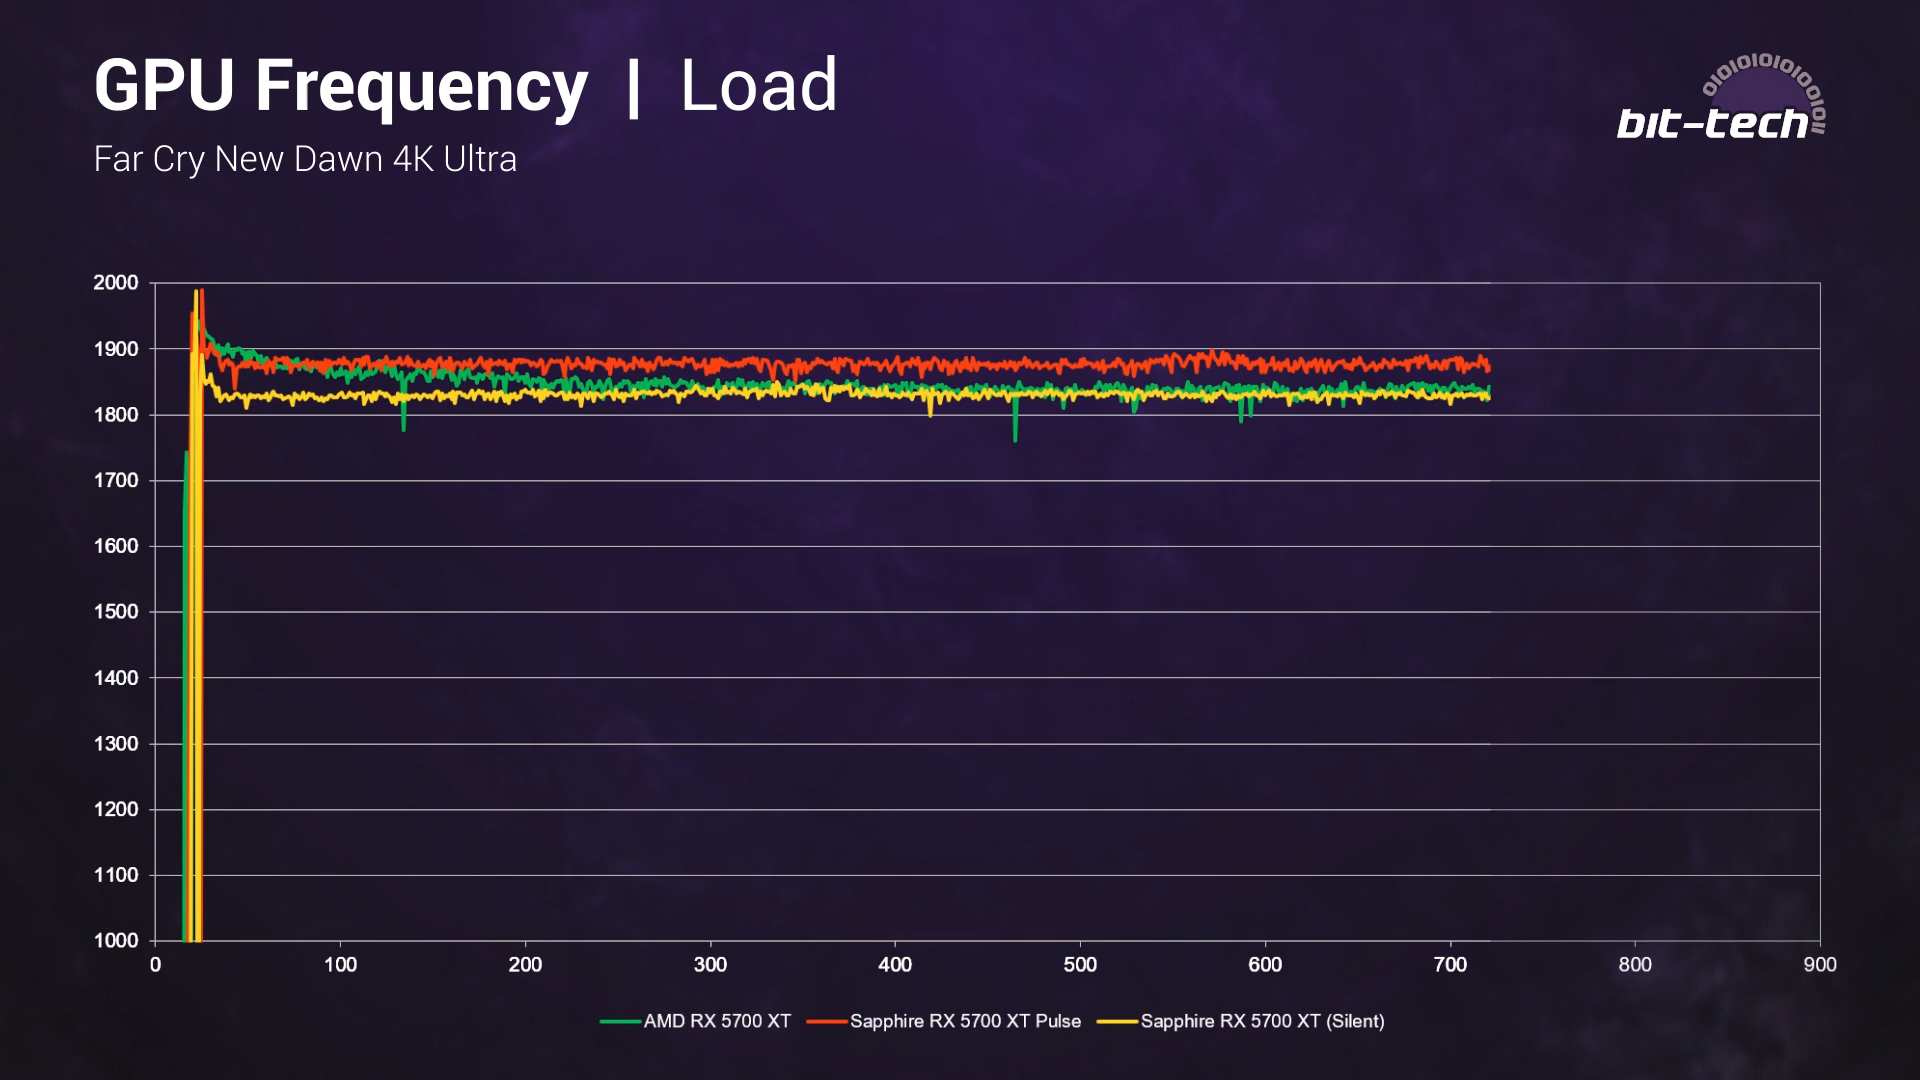 GPU Frequency | Load
Far Cry New Dawn 4K Ultra
bit-tech
2000
1900
1800
1700
1600
1500
1400
1300
1200
1100
1000
0 100 200 300 400 500 600 700 800 900
AMD RX 5700 XT Sapphire RX 5700 XT Pulse Sapphire RX 5700 XT (Silent)